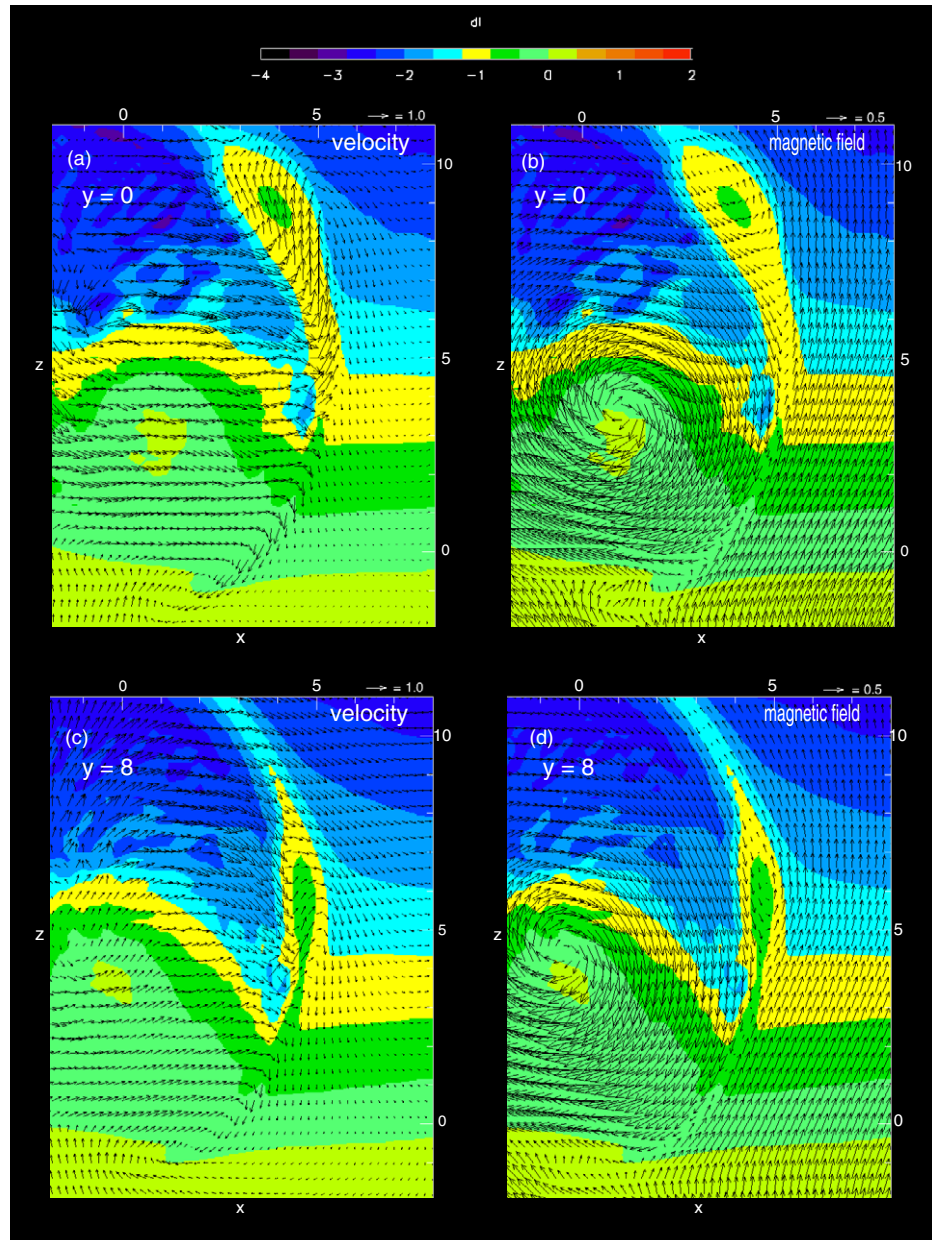 dl
-4 -3 -2 -1 0 1 2
0 5 → = 1.0 0 5 → = 0.5
(a) velocity (b) magnetic field
y = 0 10 y = 0 10
z 5 z 5
0 0
x x
0 5 → = 1.0 0 5 → = 0.5
(c) velocity (d) magnetic field
y = 8 10 y = 8 10
z 5 z 5
0 0
x x